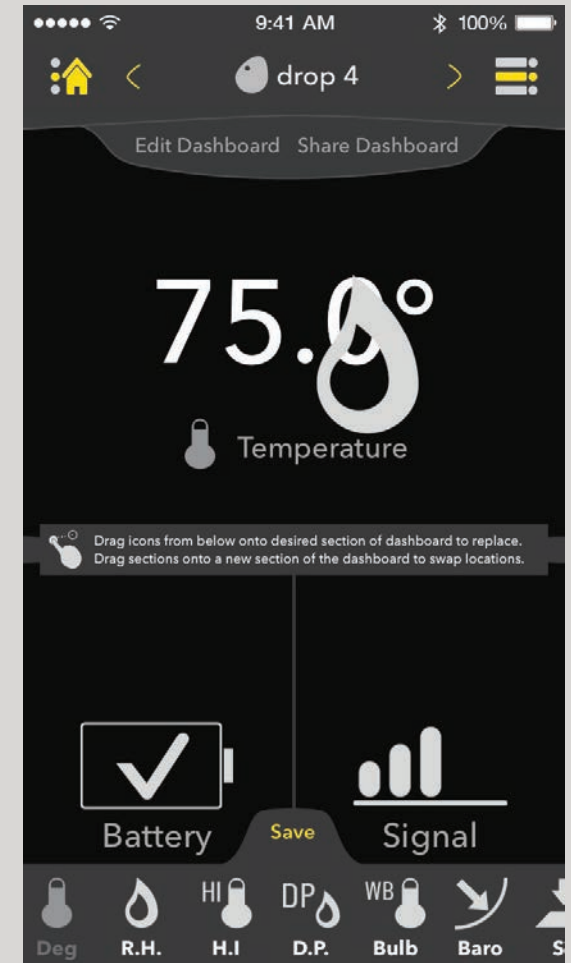 9:41 AM
100%
drop 4
Edit Dashboard Share Dashboard
75.0°
Temperature
Drag icons from below onto desired section of dashboard to replace.
Drag sections onto a new section of the dashboard to swap locations.
Battery
Save
Signal
HI
DP
WB
Deg
R.H.
H.I
D.P.
Bulb
Baro